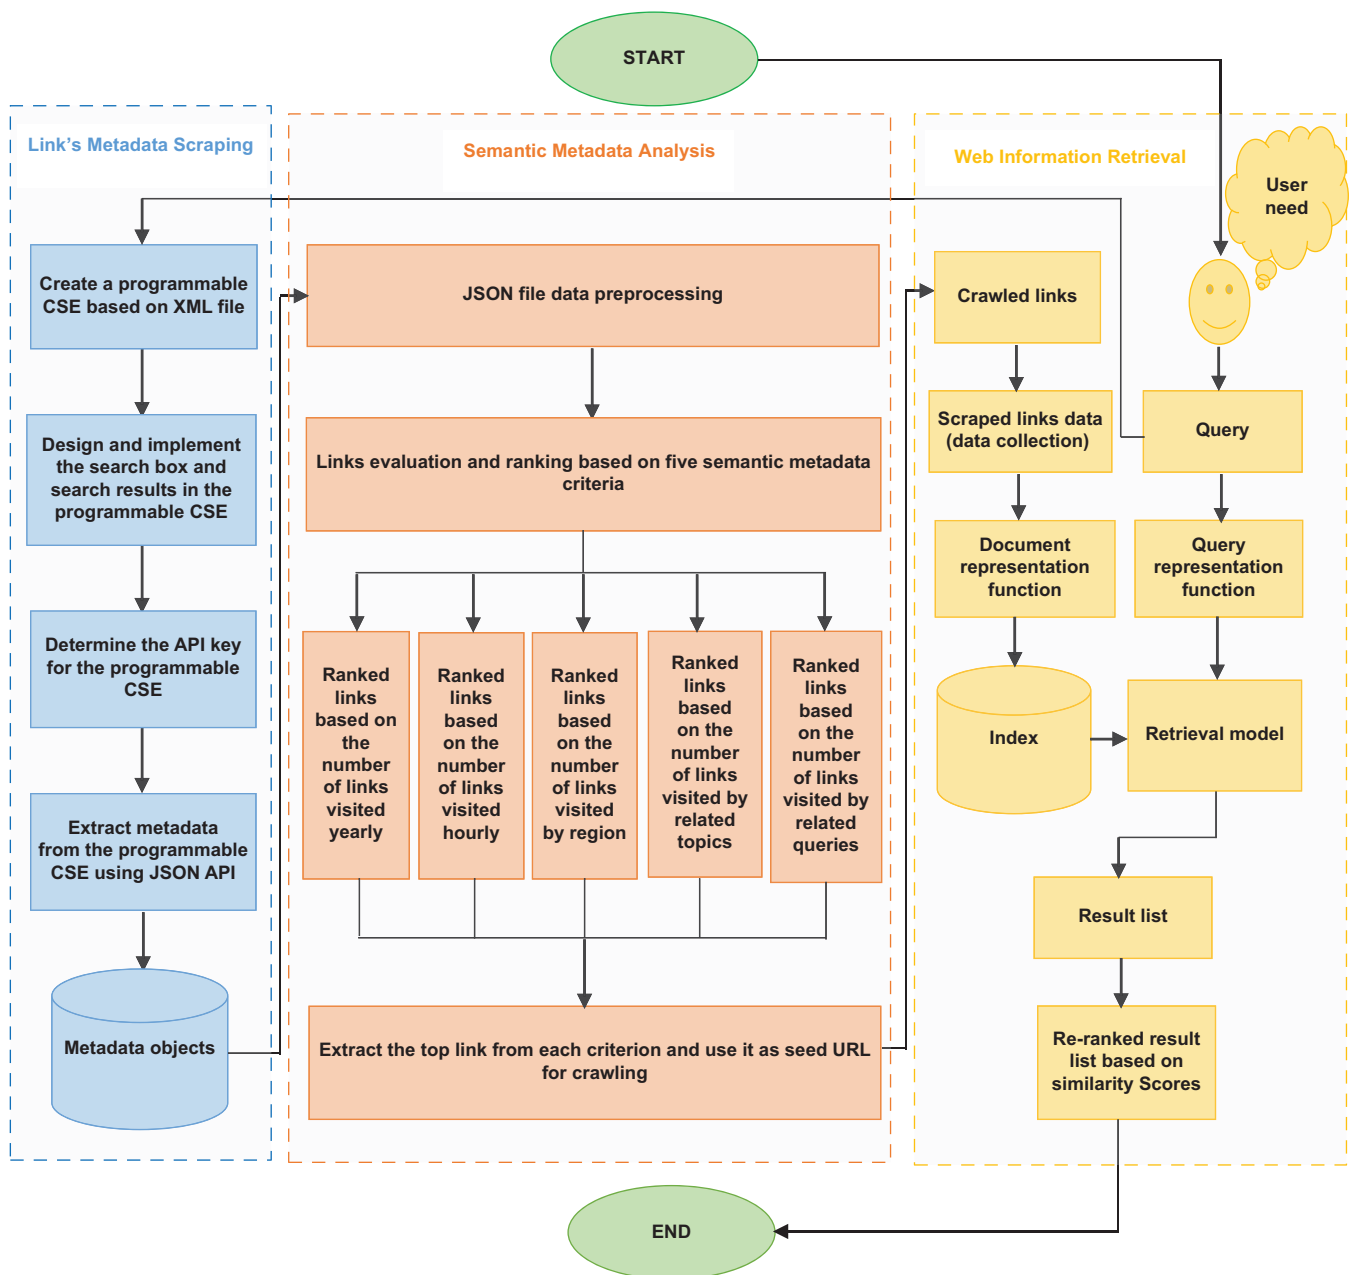 START
Link's Metadata Scraping
Create a programmable
CSE based on XML file
Design and implement
the search box and
search results in the
programmable CSE
Determine the API key
for the programmable
CSE
Extract metadata
from the programmable
CSE using JSON API
Metadata objects
Semantic Metadata Analysis
JSON file data preprocessing
Links evaluation and ranking based on five semantic metadata
criteria
Ranked
links
based on
the
number
of links
visited
yearly
Ranked
links
based
on the
number
of links
visited
hourly
Ranked
links
based
on the
number
of links
visited
by region
Ranked
links
based
on the
number
of links
visited by
related
topics
Ranked
links
based
on the
number
of links
visited by
related
queries
Extract the top link from each criterion and use it as seed URL
for crawling
Web Information Retrieval
User
need
Crawled links
Scraped links data
(data collection)
Query
Document
representation
function
Query
representation
function
Index
Retrieval model
Result list
Re-ranked result
list based on
similarity Scores
END